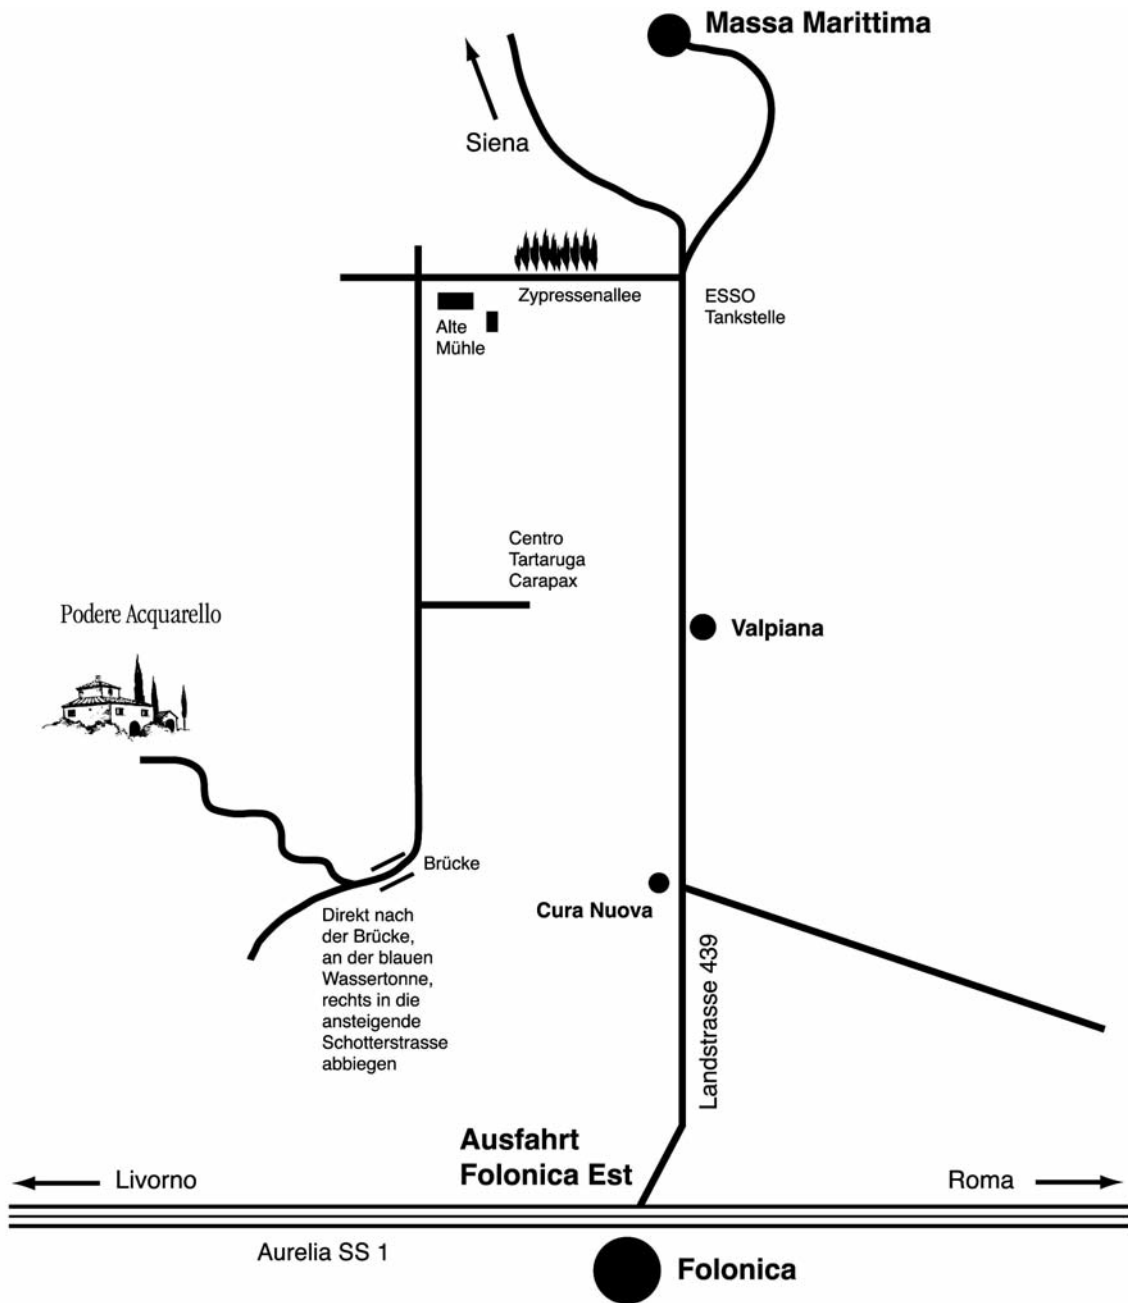 Massa Marittima
Siena
Zypressenallee
ESSO
Tankstelle
Alte
Mühle
Centro
Tartaruga
Carapax
Podere Acquarello
Valpiana
Brücke
Cura Nuova
Direkt nach
der Brücke,
an der blauen
Wassertonne,
rechts in die
ansteigende
Schotterstrasse
abbiegen
Landstrasse 439
Ausfahrt
Folonica Est
Livorno
Roma
Aurelia SS 1
Folonica